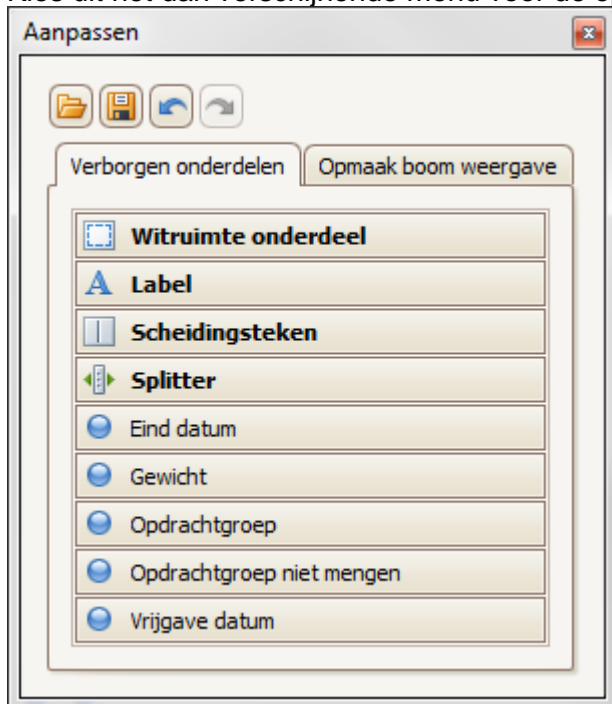 Aanpassen
Verborgen onderdelen
Opmaak boom weergave
Witruimte onderdeel
Label
Scheidingsteken
Splitter
Eind datum
Gewicht
Opdrachtgroep
Opdrachtgroep niet mengen
Vrijgave datum